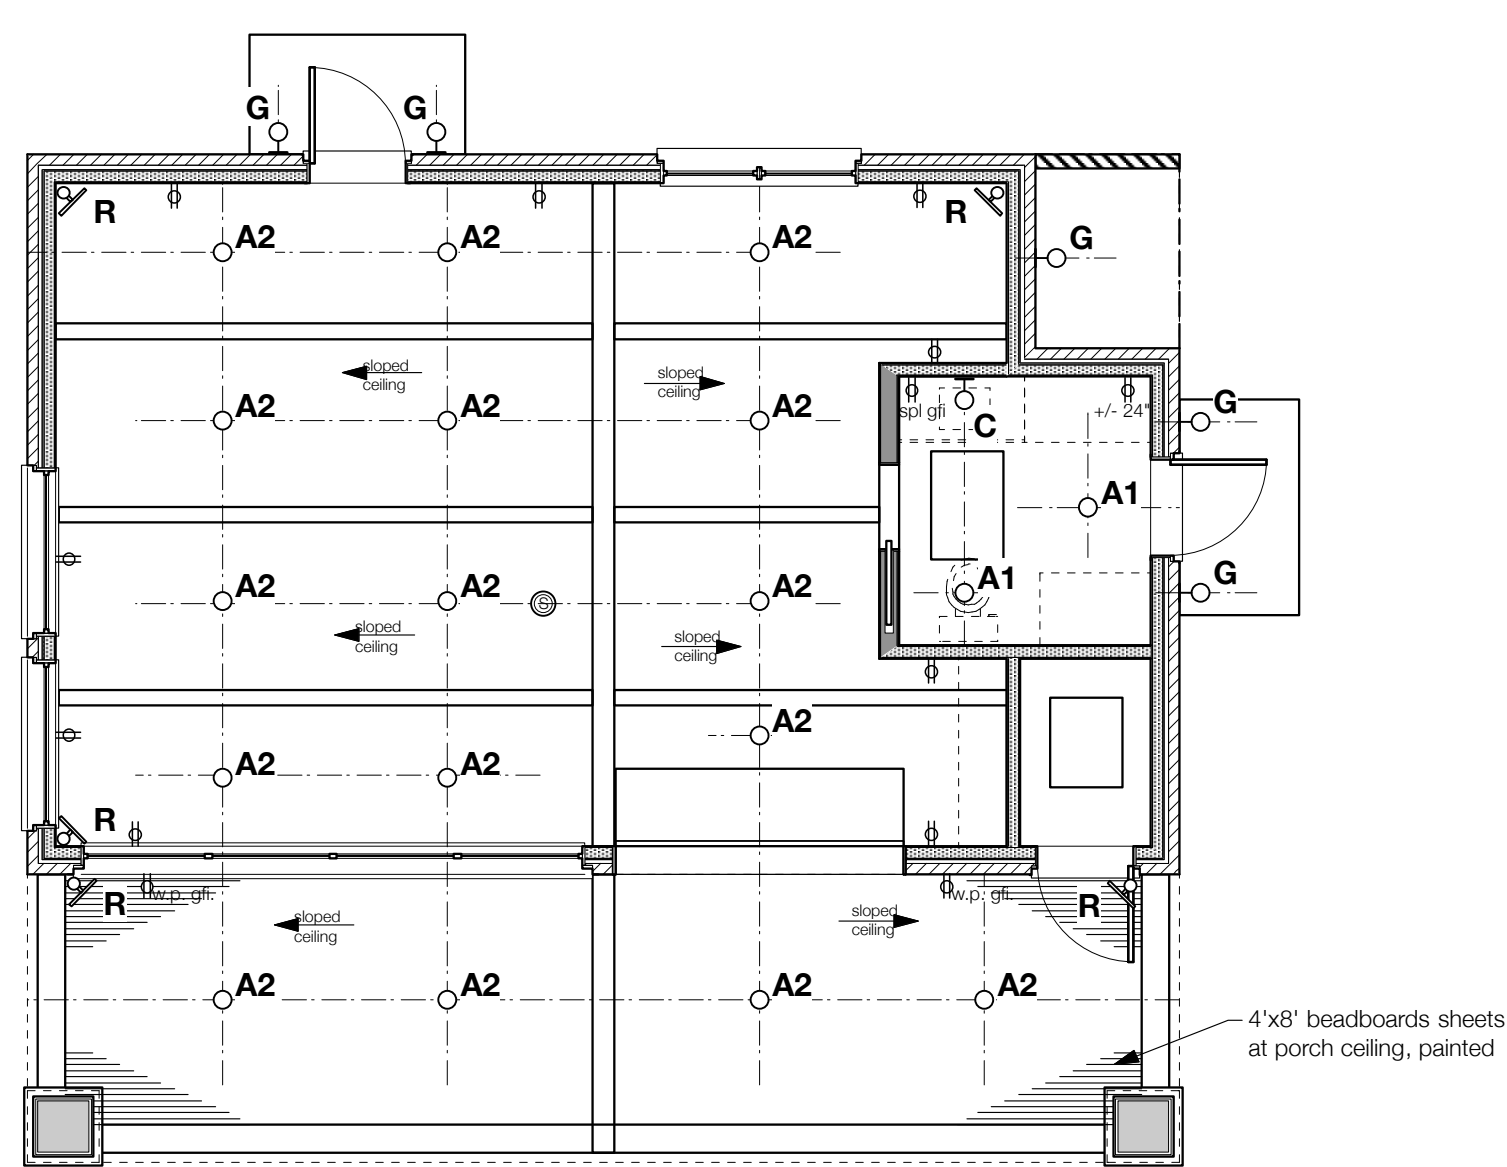 G
G
R
R
A2
A2
A2
G
sloped
ceiling
sloped
ceiling
A2
A2
A2
spl gfi
C
+/- 24"
G
A1
A2
A2
S
A2
A1
G
sloped
ceiling
sloped
ceiling
A2
A2
A2
R
R
w.p. gfi.
w.p. gfi.
R
sloped
ceiling
sloped
ceiling
A2
A2
A2
A2
4'x8' beadboards sheets
at porch ceiling, painted